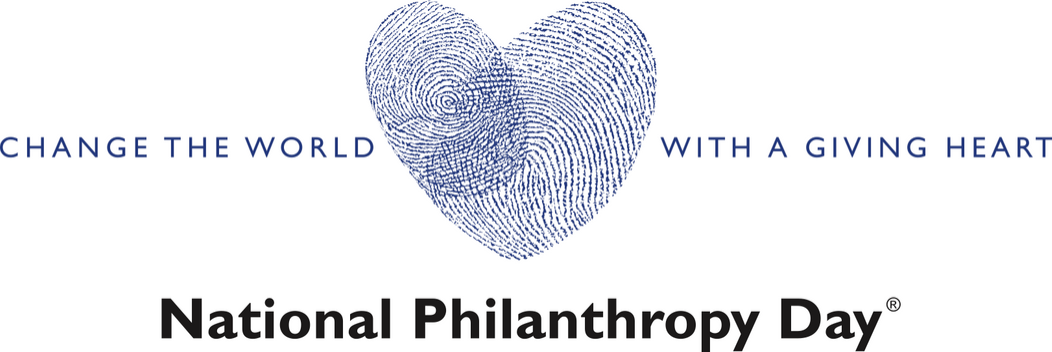 CHANGE THE WORLD WITH A GIVING HEART
National Philanthropy Day®